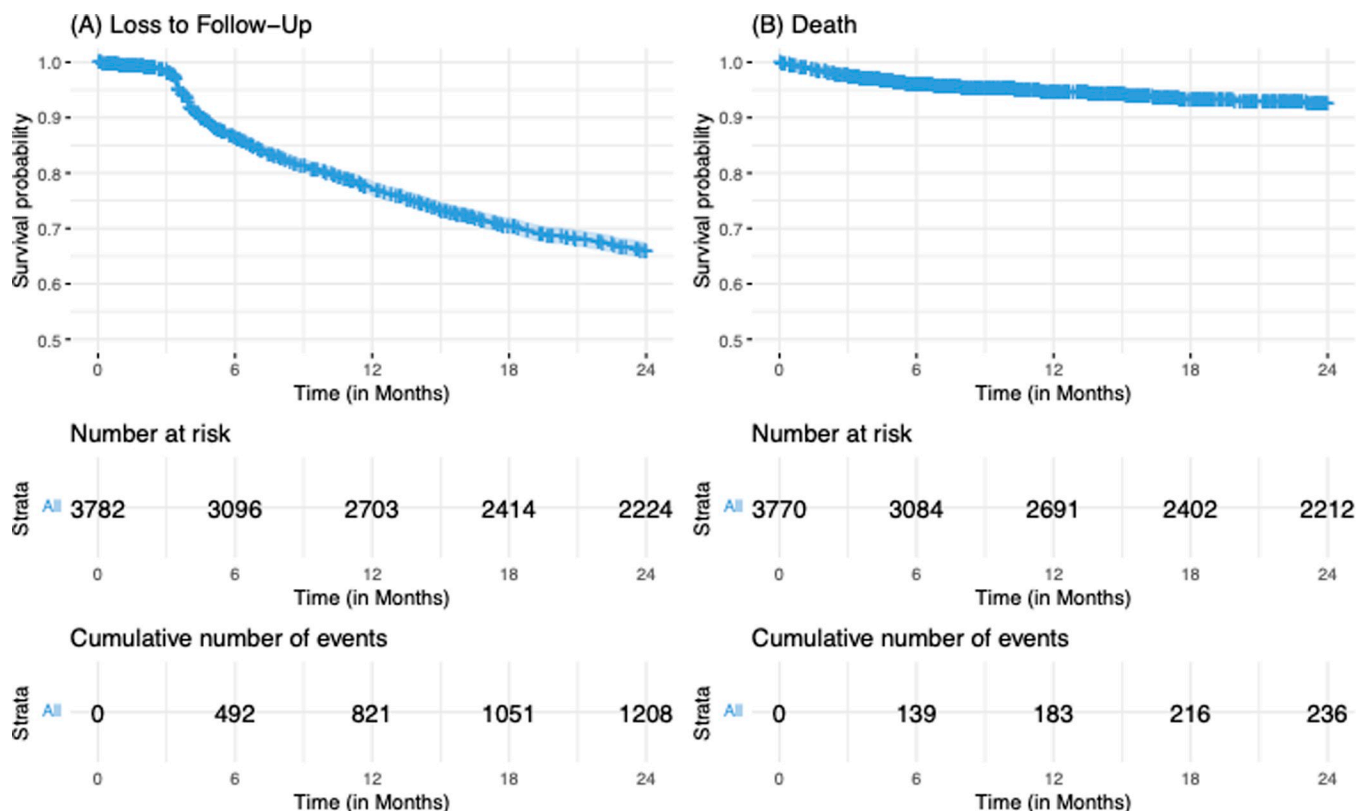 (A) Loss to Follow–Up
Survival probability
1.0
0.9
0.8
0.7
0.6
0.5
0 6 12 18 24
Time (in Months)
Number at risk
Strata
All 3782 3096 2703 2414 2224
0 6 12 18 24
Time (in Months)
Cumulative number of events
Strata
All 0 492 821 1051 1208
0 6 12 18 24
Time (in Months)
(B) Death
Survival probability
1.0
0.9
0.8
0.7
0.6
0.5
0 6 12 18 24
Time (in Months)
Number at risk
Strata
All 3770 3084 2691 2402 2212
0 6 12 18 24
Time (in Months)
Cumulative number of events
Strata
All 0 139 183 216 236
0 6 12 18 24
Time (in Months)